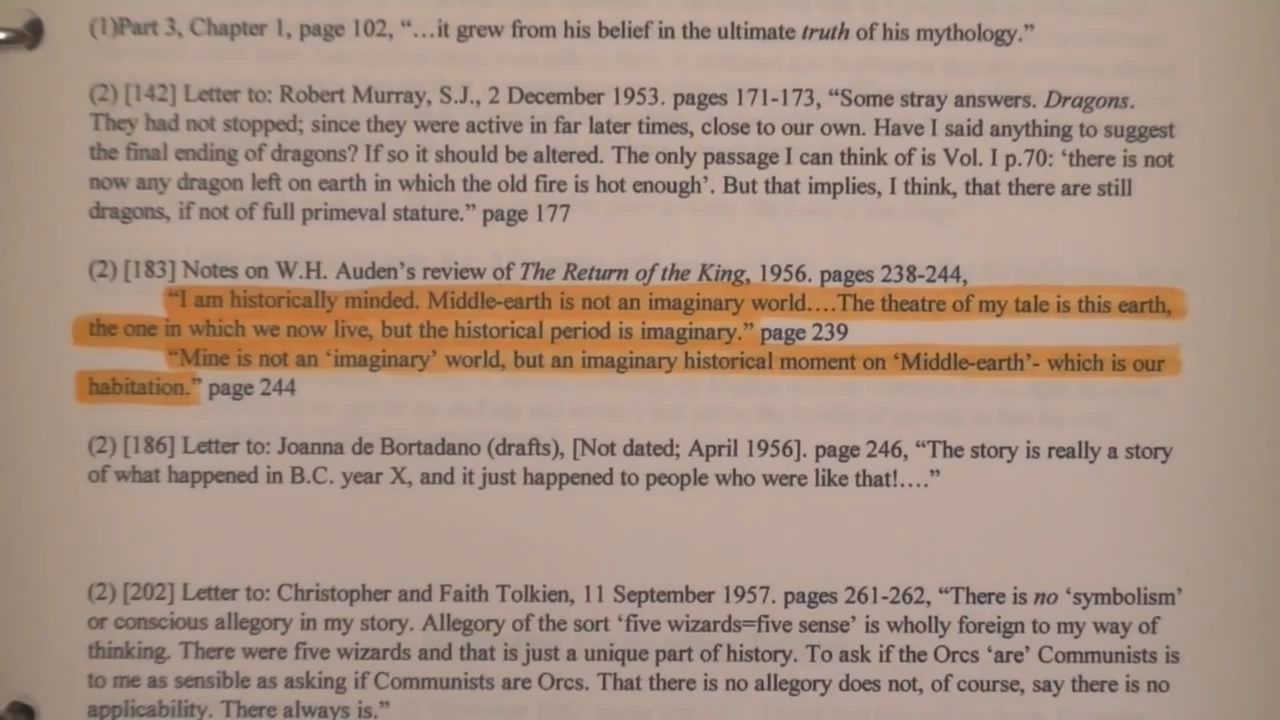 (1)Part 3, Chapter 1, page 102, “…it grew from his belief in the ultimate truth of his mythology.”
(2) [142] Letter to: Robert Murray, S.J., 2 December 1953. pages 171-173, “Some stray answers. Dragons.
They had not stopped; since they were active in far later times, close to our own. Have I said anything to suggest
the final ending of dragons? If so it should be altered. The only passage I can think of is Vol. I p.70: ‘there is not
now any dragon left on earth in which the old fire is hot enough’. But that implies, I think, that there are still
dragons, if not of full primeval stature.” page 177
(2) [183] Notes on W.H. Auden’s review of The Return of the King, 1956. pages 238-244,
“I am historically minded. Middle-earth is not an imaginary world….The theatre of my tale is this earth,
the one in which we now live, but the historical period is imaginary.” page 239
“Mine is not an ‘imaginary’ world, but an imaginary historical moment on ‘Middle-earth’- which is our
habitation.” page 244
(2) [186] Letter to: Joanna de Bortadano (drafts), [Not dated; April 1956]. page 246, “The story is really a story
of what happened in B.C. year X, and it just happened to people who were like that!….”
(2) [202] Letter to: Christopher and Faith Tolkien, 11 September 1957. pages 261-262, “There is no ‘symbolism’
or conscious allegory in my story. Allegory of the sort ‘five wizards=five sense’ is wholly foreign to my way of
thinking. There were five wizards and that is just a unique part of history. To ask if the Orcs ‘are’ Communists is
to me as sensible as asking if Communists are Orcs. That there is no allegory does not, of course, say there is no
applicability. There always is.”